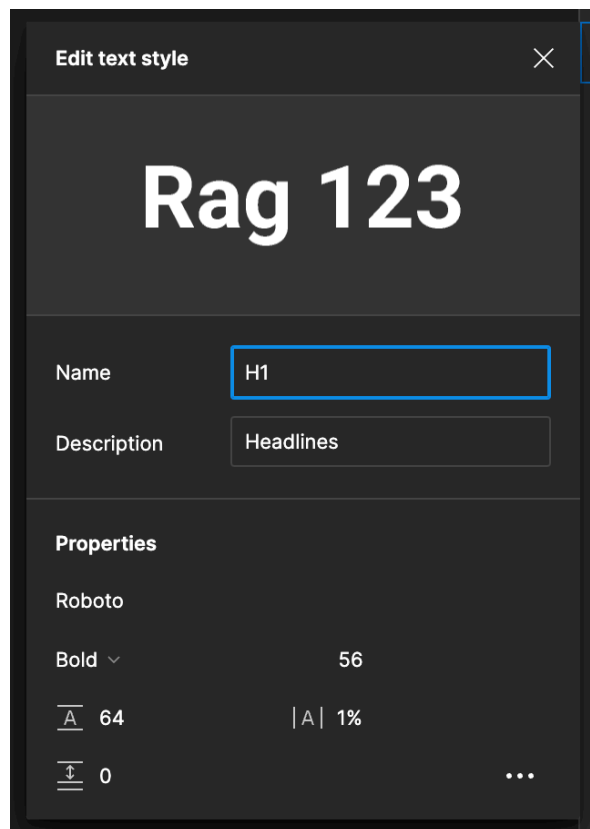 Edit text style
Rag 123
Name H1
Description Headlines
Properties
Roboto
Bold 56
A 64 |A| 1%
0